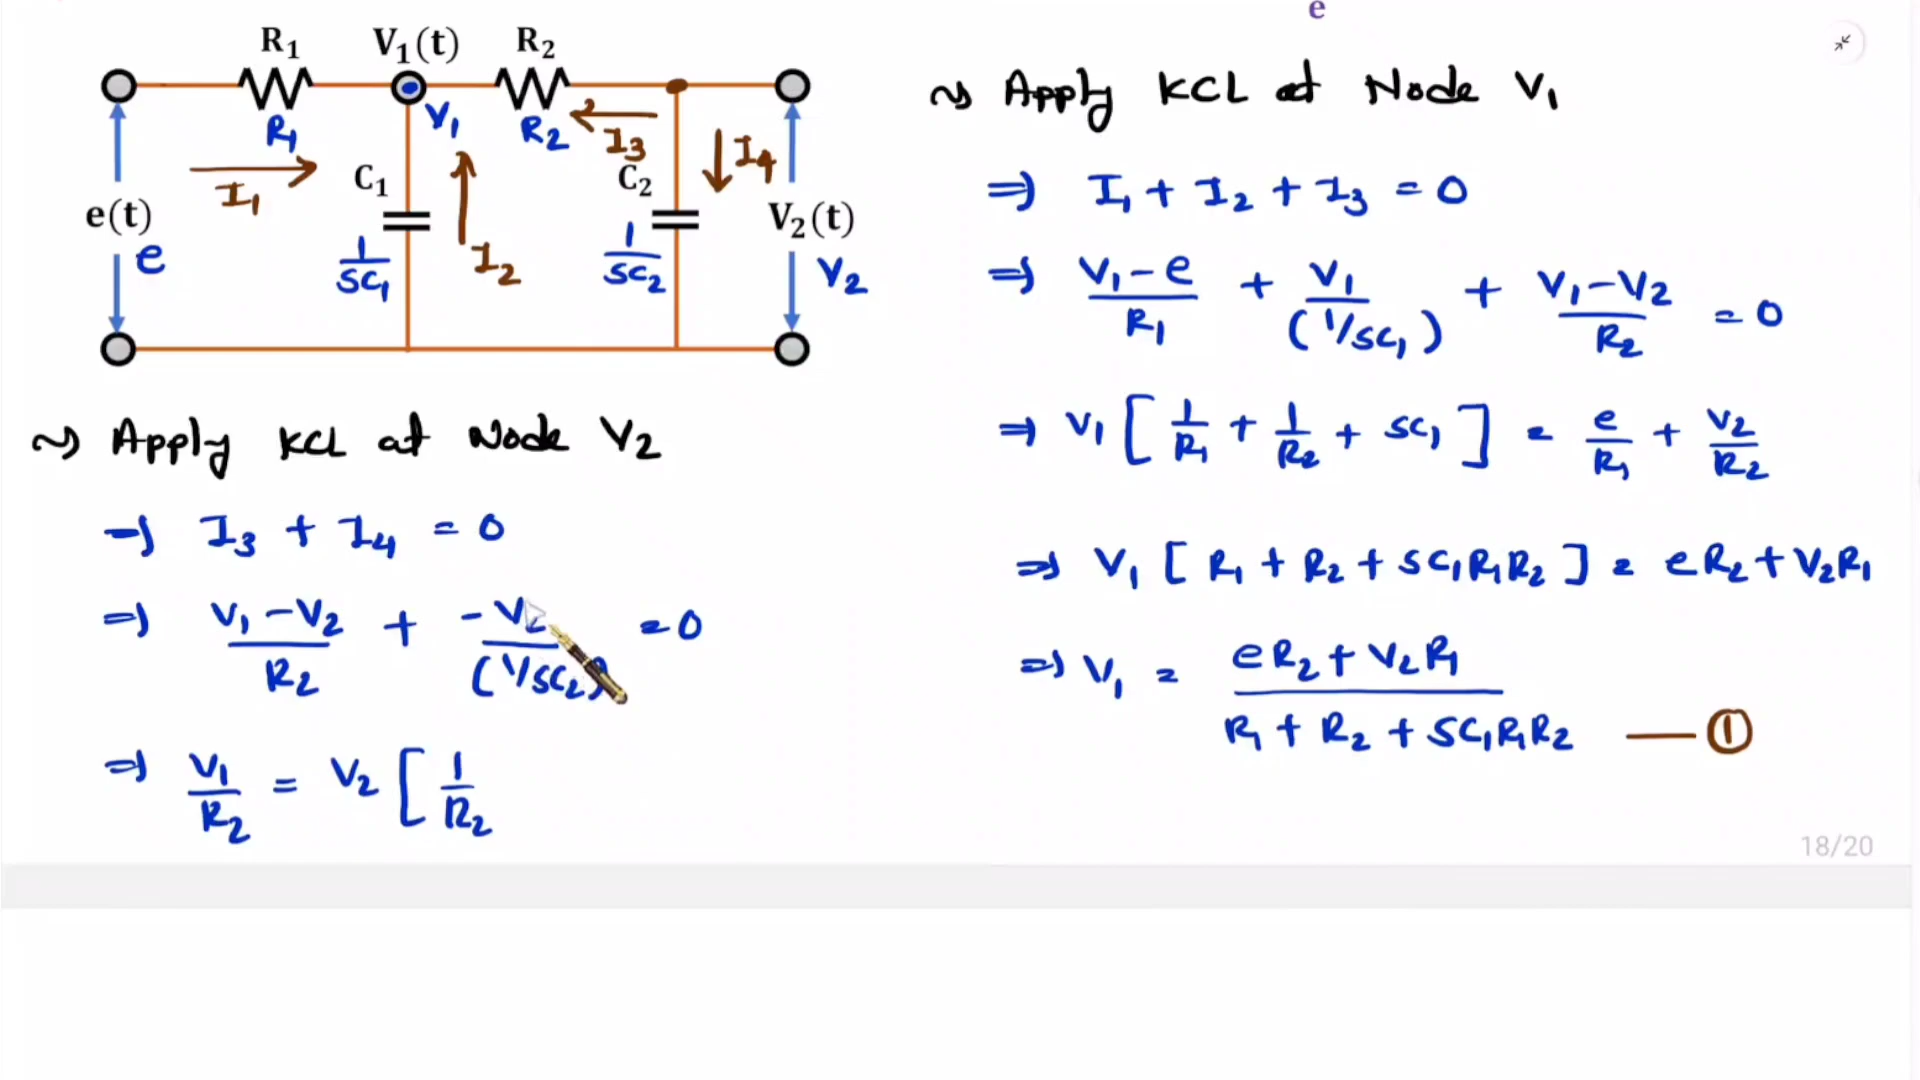 e
R₁ V₁(t) R₂
V₁
R₁ R₂ I₃
I₁ C₁ C₂ I₄
e(t) V₂(t)
e 1/SC₁ I₂ 1/SC₂ V₂
~ Apply KCL at Node V₂
→ I₃ + I₄ = 0
⇒ (V₁ - V₂)/R₂ + -V₂/(1/SC₂) = 0
⇒ V₁/R₂ = V₂ [ 1/R₂
~ Apply KCL at Node V₁
⇒ I₁ + I₂ + I₃ = 0
⇒ (V₁ - e)/R₁ + V₁/(1/SC₁) + (V₁ - V₂)/R₂ = 0
⇒ V₁ [ 1/R₁ + 1/R₂ + SC₁ ] = e/R₁ + V₂/R₂
⇒ V₁ [ R₁ + R₂ + SC₁R₁R₂ ] = eR₂ + V₂R₁
⇒ V₁ = (eR₂ + V₂R₁)/(R₁ + R₂ + SC₁R₁R₂) — ①
18/20